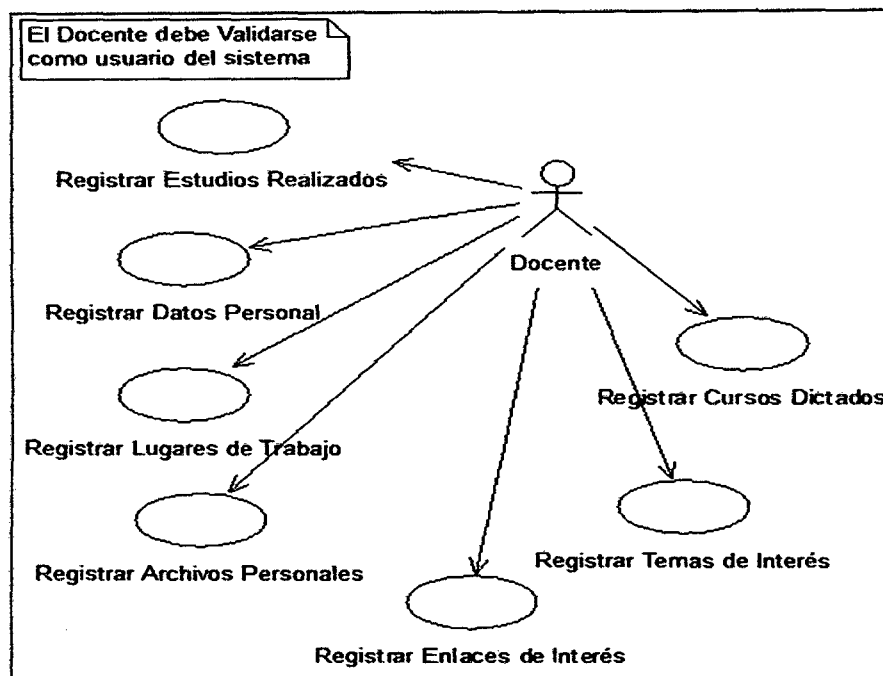 El Docente debe Validarse
como usuario del sistema
Registrar Estudios Realizados
Docente
Registrar Datos Personal
Registrar Cursos Dictados
Registrar Lugares de Trabajo
Registrar Temas de Interés
Registrar Archivos Personales
Registrar Enlaces de Interés